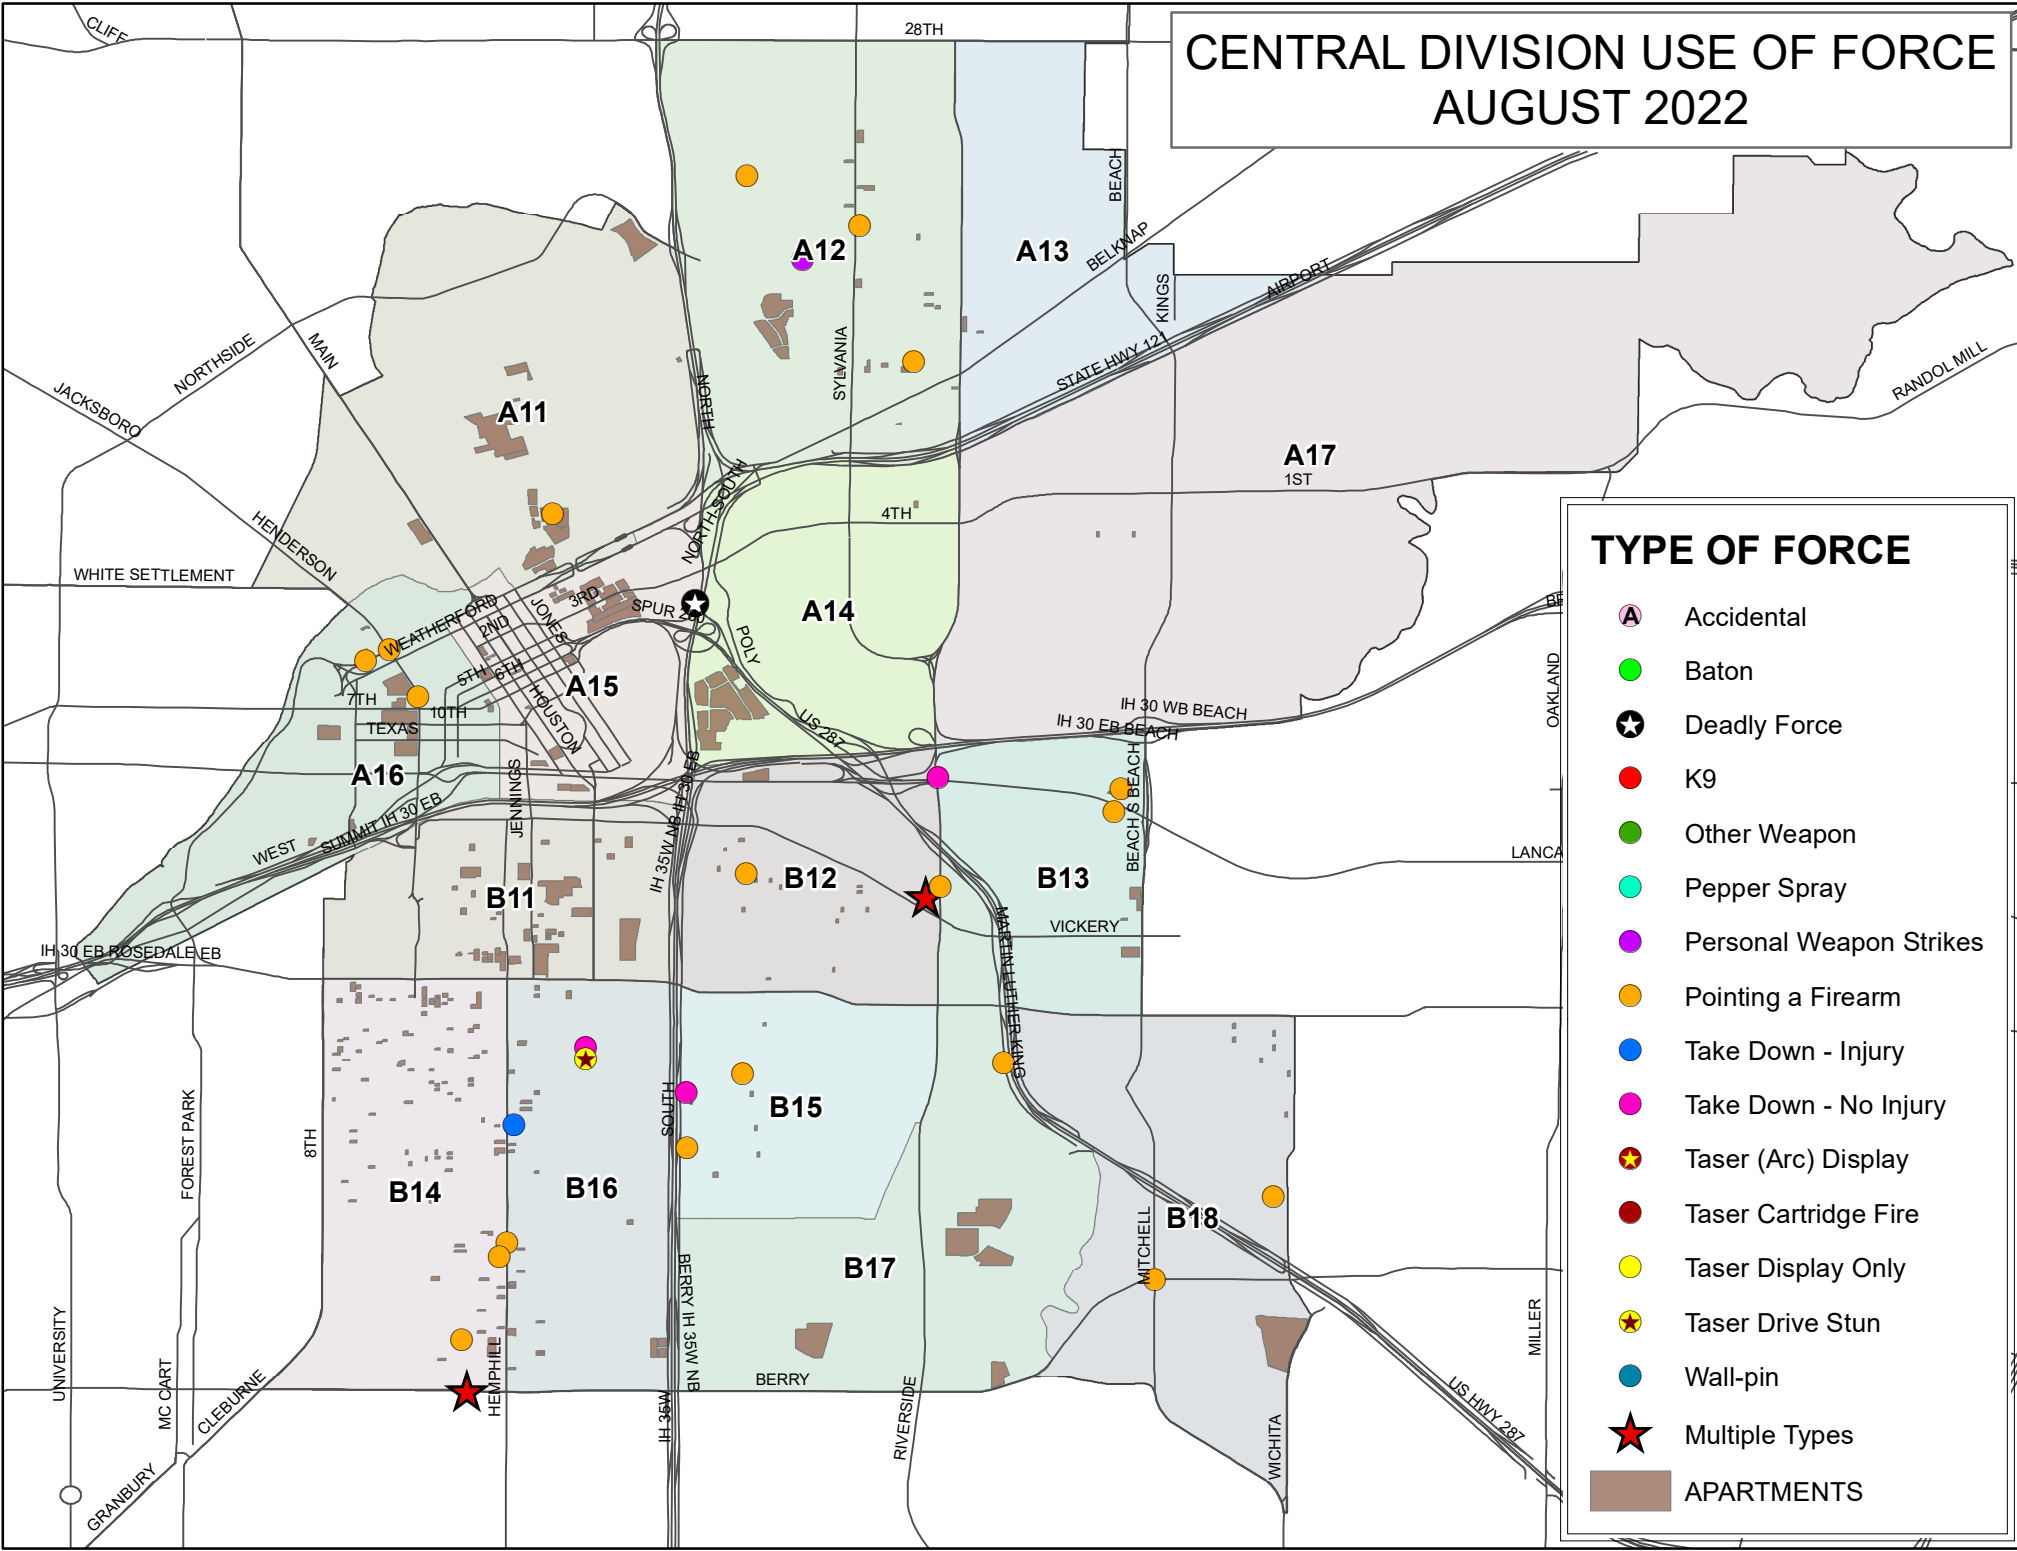 CENTRAL DIVISION USE OF FORCE
AUGUST 2022
CLIFF
28TH
BEACH
BELKNAP
A12
A13
KINGS
AIRPORT
STATE HWY 121
SYLVANIA
NORTH
NORTHSIDE
MAIN
JACKSBORO
A11
RANDOL MILL
A17
1ST
4TH
NORTH-SOUTH
HENDERSON
WHITE SETTLEMENT
WEATHERFORD
JONES
3RD
2ND
SPUR 280
A14
POLY
5TH
6TH
A15
HOUSTON
7TH
10TH
TEXAS
US 287
IH 30 WB BEACH
IH 30 EB BEACH
OAKLAND
A16
JENNINGS
IH 35W NB IH 30 EB
BEACH S BEACH
SUMMIT IH 30 EB
WEST
LANCA
B11
B12
B13
VICKERY
MARTIN LUTHER KING
IH 30 EB ROSEDALE EB
FOREST PARK
8TH
SOUTH
B15
B14
B16
B18
MITCHELL
B17
BERRY IH 35W NB
UNIVERSITY
MC CART
CLEBURNE
HEMPHILL
BERRY
IH 35W
RIVERSIDE
WICHITA
US HWY 287
MILLER
GRANBURY
TYPE OF FORCE
A Accidental
Baton
Deadly Force
K9
Other Weapon
Pepper Spray
Personal Weapon Strikes
Pointing a Firearm
Take Down - Injury
Take Down - No Injury
Taser (Arc) Display
Taser Cartridge Fire
Taser Display Only
Taser Drive Stun
Wall-pin
Multiple Types
APARTMENTS